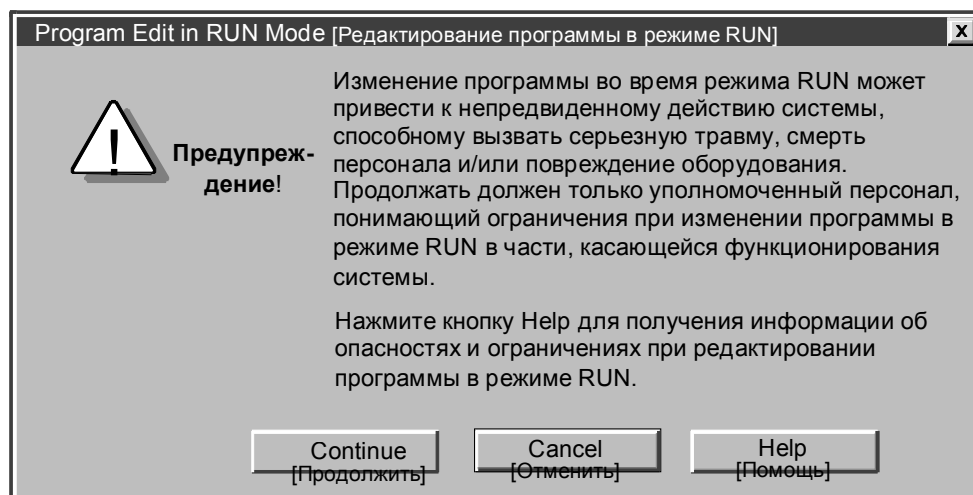 Program Edit in RUN Mode [Редактирование программы в режиме RUN]
x
Изменение программы во время режима RUN может
привести к непредвиденному действию системы,
способному вызвать серьезную травму, смерть
персонала и/или повреждение оборудования.
Продолжать должен только уполномоченный персонал,
понимающий ограничения при изменении программы в
режиме RUN в части, касающейся функционирования
системы.
!
Предупреж-
дение!
Нажмите кнопку Help для получения информации об
опасностях и ограничениях при редактировании
программы в режиме RUN.
Continue
[Продолжить]
Cancel
[Отменить]
Help
[Помощь]